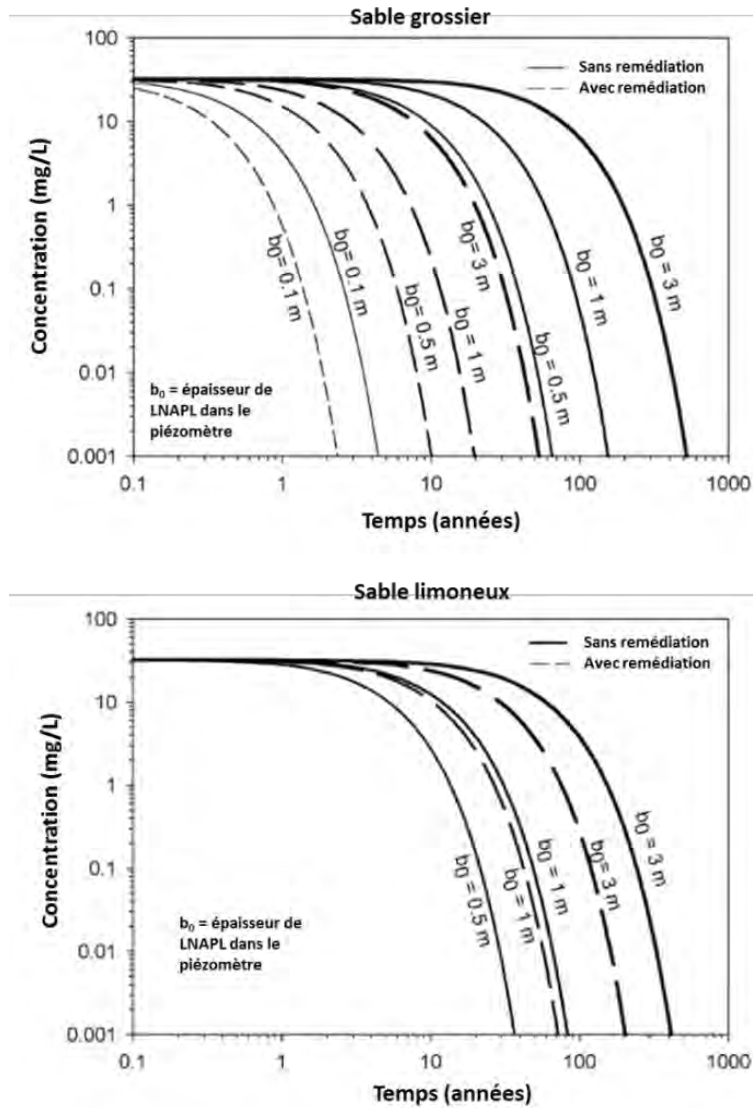 Sable grossier
Concentration (mg/L)
100
10
1
0.1
0.01
0.001
Sans remédiation
Avec remédiation
b0= 0.1 m
b0= 0.1 m
b0= 0.5 m
b0 = 1 m
b0= 3 m
b0 = 0.5 m
b0 = 1 m
b0 = 3 m
b0 = épaisseur de
LNAPL dans le
piézomètre
0.1
1
10
100
1000
Temps (années)
Sable limoneux
Concentration (mg/L)
100
10
1
0.1
0.01
0.001
Sans remédiation
Avec remédiation
b0 = 0.5 m
b0 = 1 m
b0 = 1 m
b0= 3 m
b0 = 3 m
b0 = épaisseur de
LNAPL dans le
piézomètre
0.1
1
10
100
1000
Temps (années)